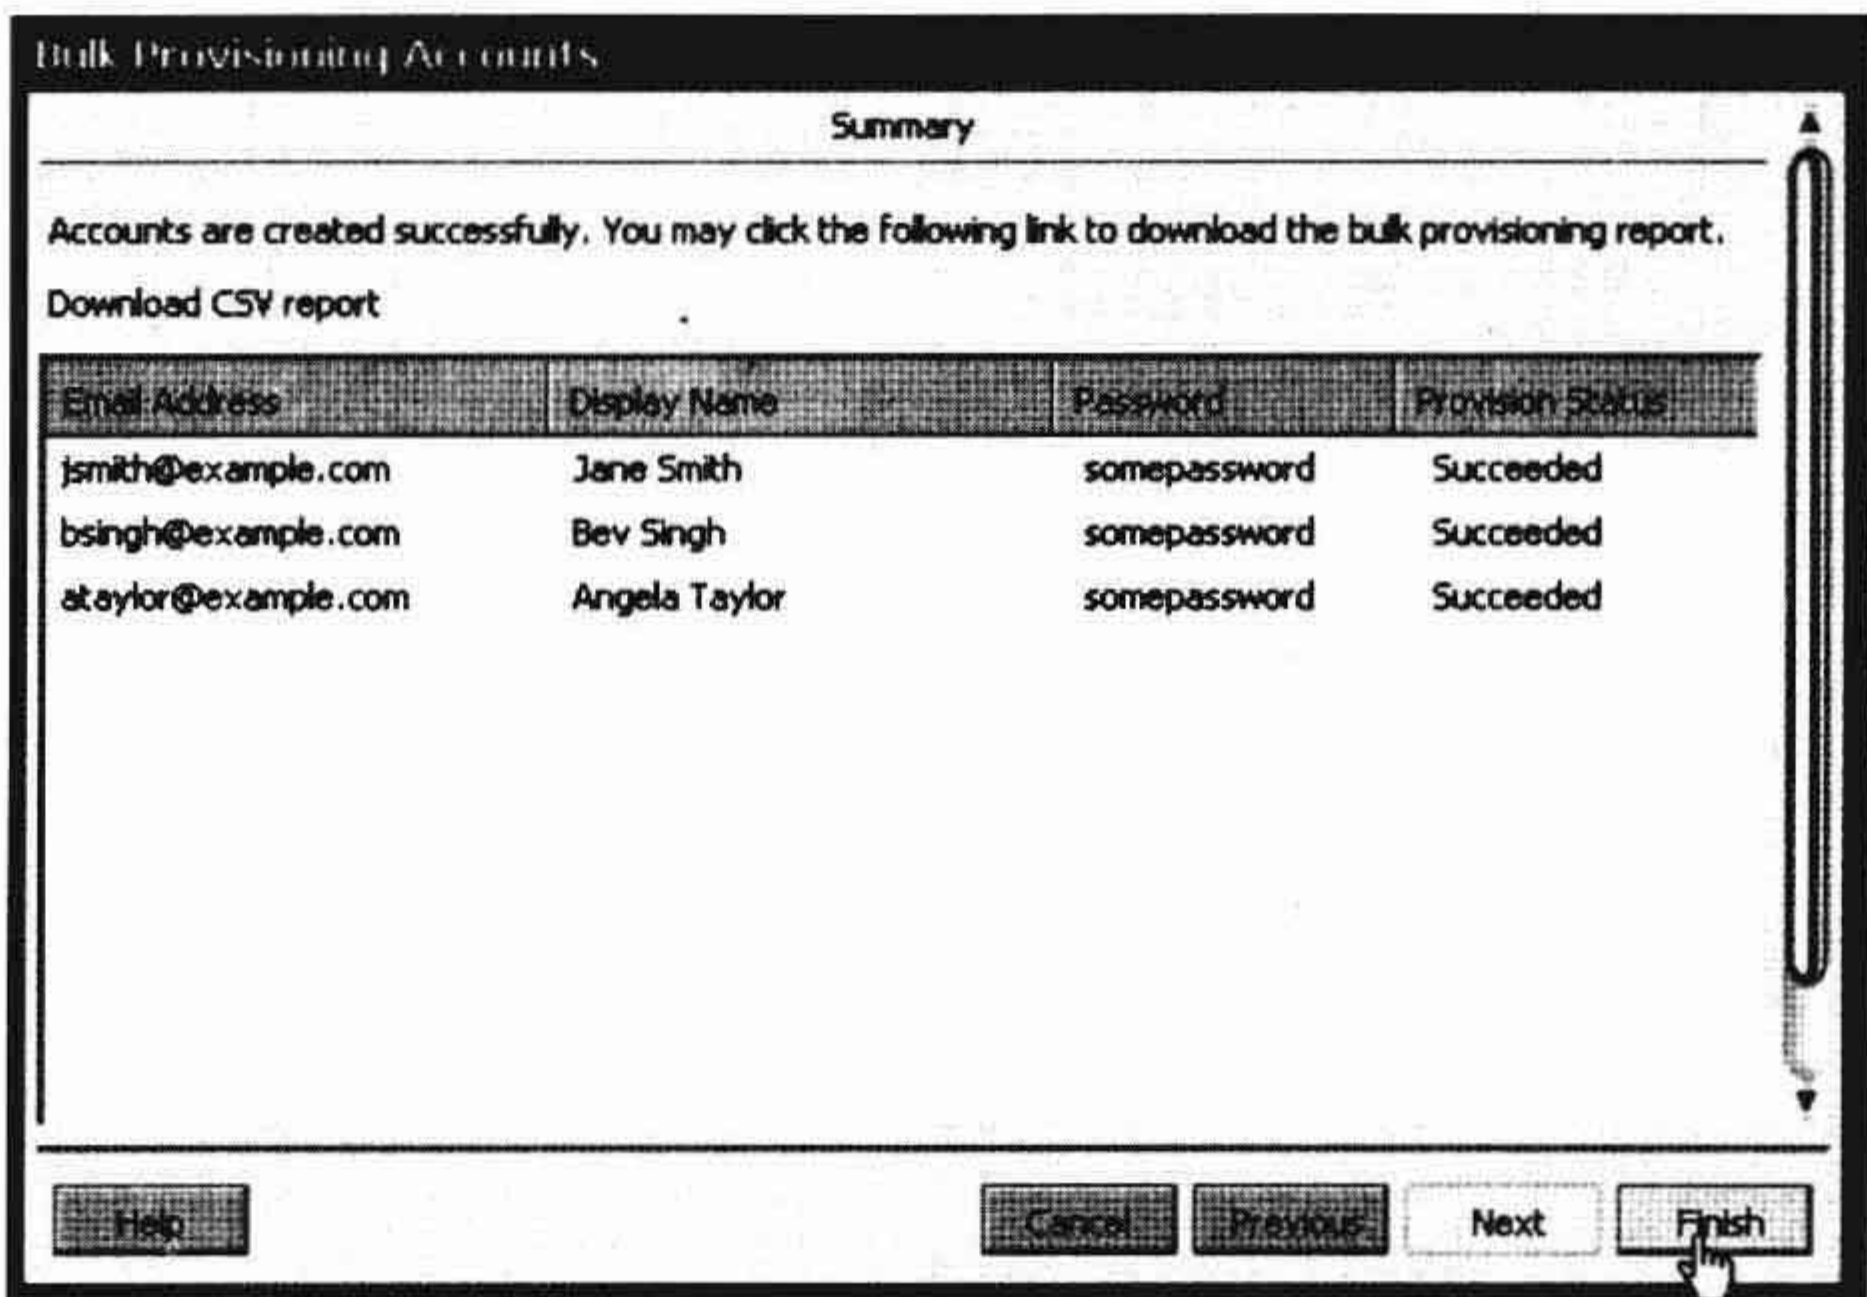 Bulk Provisioning Accounts
Summary
Accounts are created successfully. You may click the following link to download the bulk provisioning report.
Download CSV report
Email Address Display Name Password Provision Status
jsmith@example.com Jane Smith somepassword Succeeded
bsingh@example.com Bev Singh somepassword Succeeded
ataylor@example.com Angela Taylor somepassword Succeeded
Help Cancel Previous Next Finish